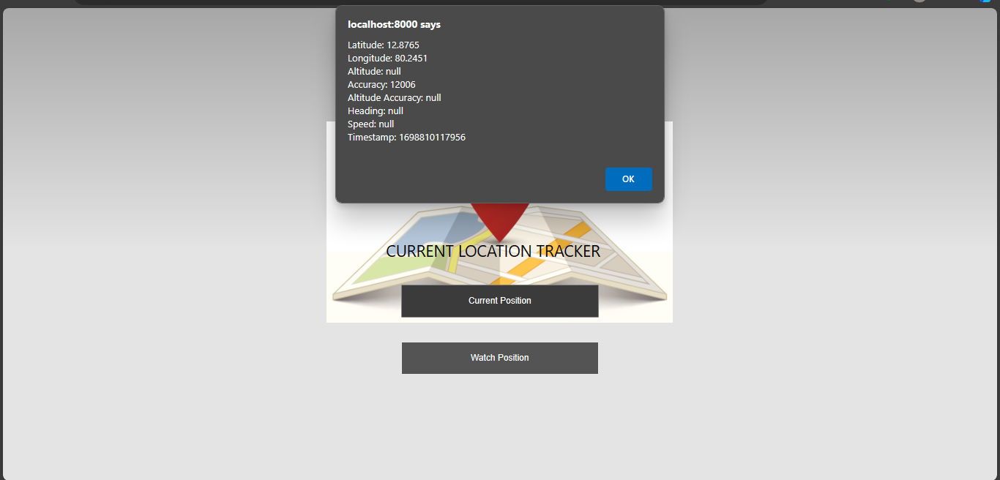 localhost:8000 says
Latitude: 12.8765
Longitude: 80.2451
Altitude: null
Accuracy: 12006
Altitude Accuracy: null
Heading: null
Speed: null
Timestamp: 1698810117956
OK
CURRENT LOCATION TRACKER
Current Position
Watch Position